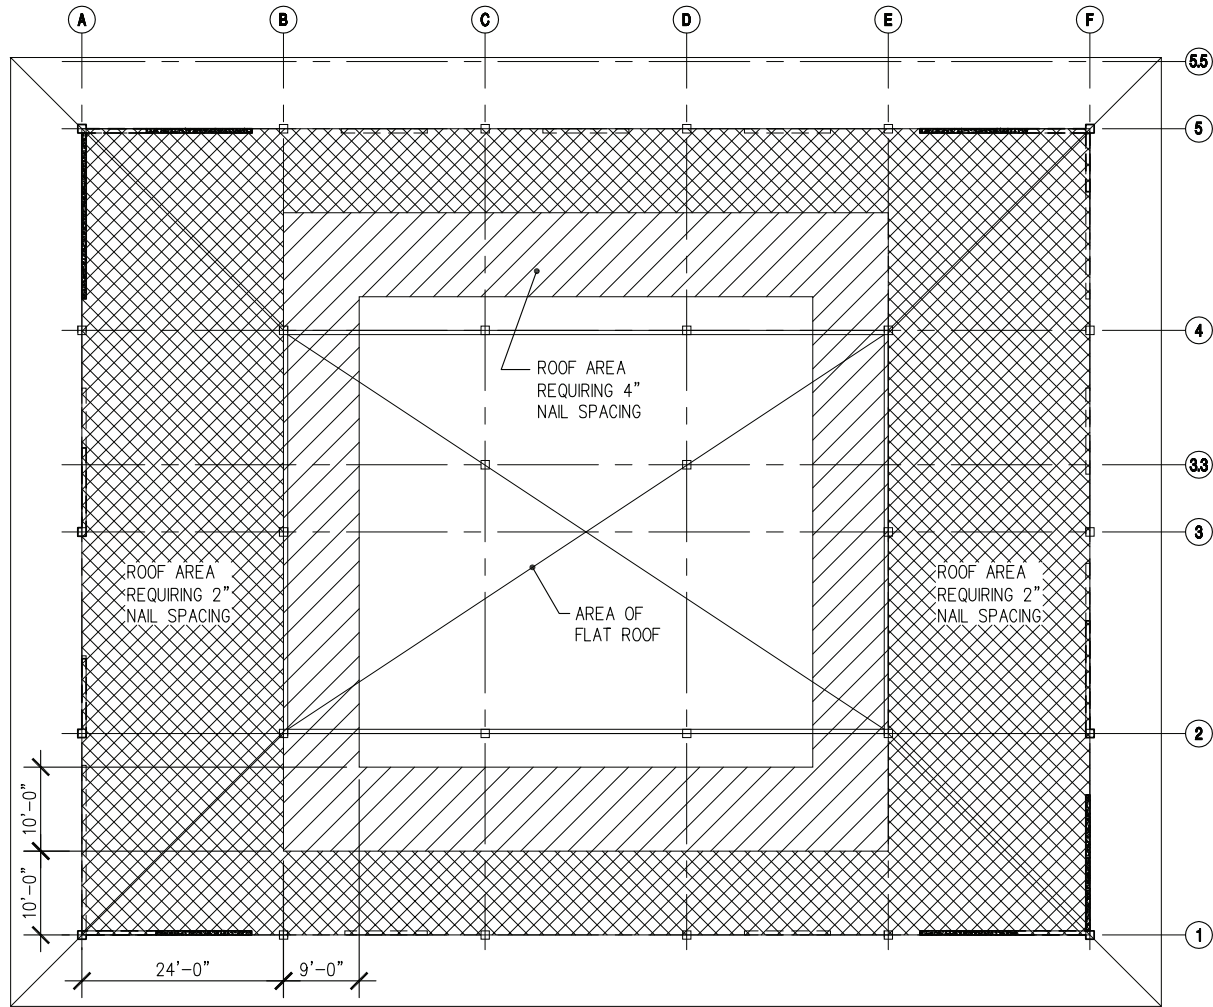 A B C D E F
5.5
5
4
ROOF AREA
REQUIRING 4"
NAIL SPACING
3.3
3
ROOF AREA
REQUIRING 2"
NAIL SPACING
ROOF AREA
REQUIRING 2"
NAIL SPACING
AREA OF
FLAT ROOF
2
10'-0"
10'-0"
1
24'-0" 9'-0"